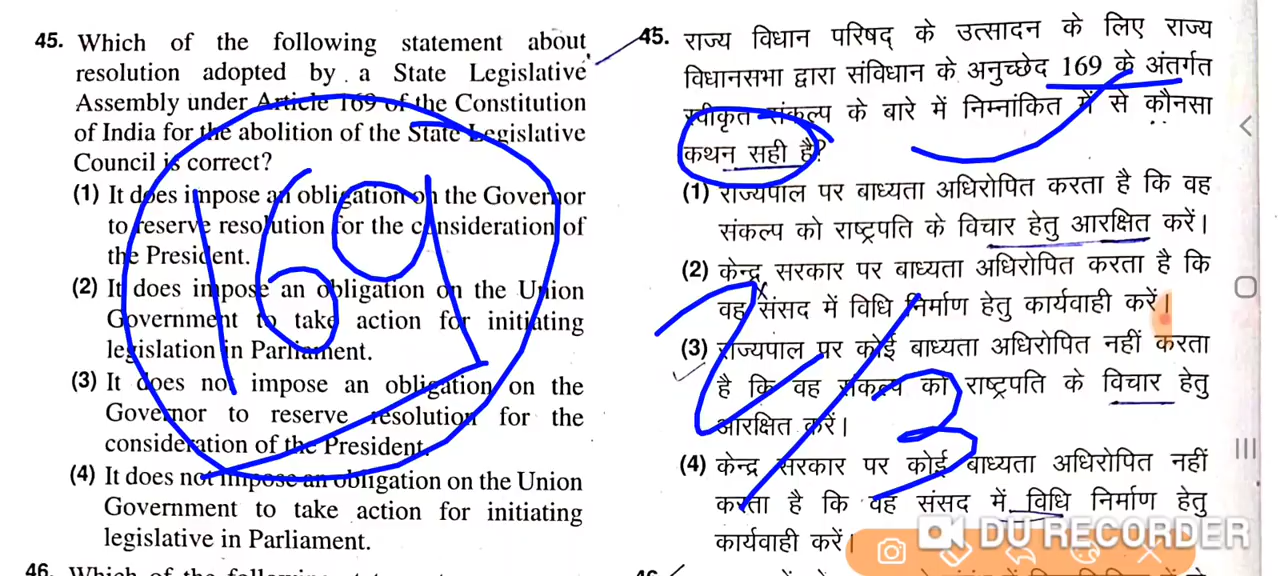 45. Which of the following statement about
resolution adopted by a State Legislative
Assembly under Article 169 of the Constitution
of India for the abolition of the State Legislative
Council is correct?
(1) It does impose an obligation on the Governor
to reserve resolution for the consideration of
the President.
(2) It does impose an obligation on the Union
Government to take action for initiating
legislation in Parliament.
(3) It does not impose an obligation on the
Governor to reserve resolution for the
consideration of the President.
(4) It does not impose an obligation on the Union
Government to take action for initiating
legislative in Parliament.
46. Which of the following statement
169
45. राज्य विधान परिषद् के उत्सादन के लिए राज्य
विधानसभा द्वारा संविधान के अनुच्छेद 169 के अंतर्गत
स्वीकृत संकल्प के बारे में निम्नांकित में से कौनसा
कथन सही है?
(1) राज्यपाल पर बाध्यता अधिरोपित करता है कि वह
संकल्प को राष्ट्रपति के विचार हेतु आरक्षित करें।
(2) केन्द्र सरकार पर बाध्यता अधिरोपित करता है कि
वह संसद में विधि निर्माण हेतु कार्यवाही करें।
(3) राज्यपाल पर कोई बाध्यता अधिरोपित नहीं करता
है कि वह संकल्प को राष्ट्रपति के विचार हेतु
आरक्षित करें।
(4) केन्द्र सरकार पर कोई बाध्यता अधिरोपित नहीं
करता है कि वह संसद में विधि निर्माण हेतु
कार्यवाही करें।
2/3
DU RECORDER